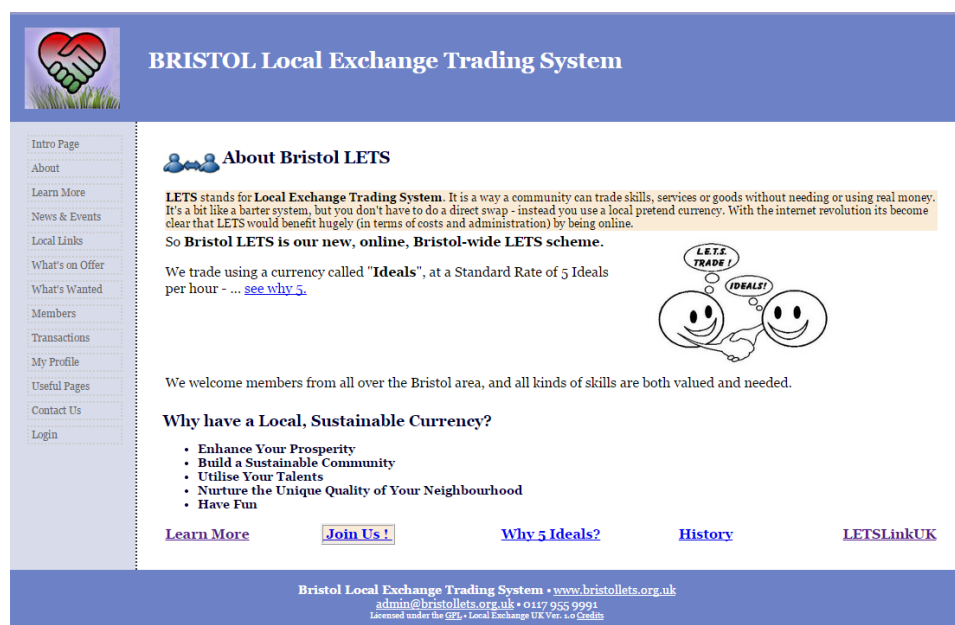 BRISTOL Local Exchange Trading System
Intro Page
About
Learn More
News & Events
Local Links
What's on Offer
What's Wanted
Members
Transactions
My Profile
Useful Pages
Contact Us
Login
About Bristol LETS
LETS stands for Local Exchange Trading System. It is a way a community can trade skills, services or goods without needing or using real money.
It's a bit like a barter system, but you don't have to do a direct swap - instead you use a local pretend currency. With the internet revolution its become
clear that LETS would benefit hugely (in terms of costs and administration) by being online.
So Bristol LETS is our new, online, Bristol-wide LETS scheme.
We trade using a currency called "Ideals", at a Standard Rate of 5 Ideals
per hour - ... see why 5.
L.E.T.S.
TRADE !
IDEALS!
We welcome members from all over the Bristol area, and all kinds of skills are both valued and needed.
Why have a Local, Sustainable Currency?
• Enhance Your Prosperity
• Build a Sustainable Community
• Utilise Your Talents
• Nurture the Unique Quality of Your Neighbourhood
• Have Fun
Learn More Join Us ! Why 5 Ideals? History LETSLinkUK
Bristol Local Exchange Trading System • www.bristollets.org.uk
admin@bristollets.org.uk • 0117 955 9991
Licensed under the GPL • Local Exchange UK Ver. 1.0 Credits